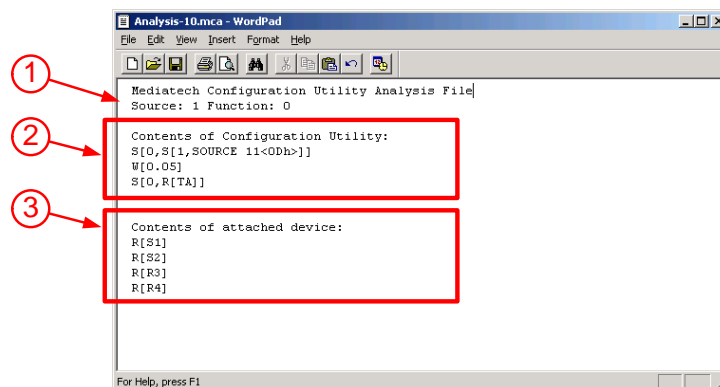 Analysis-10.mca - WordPad
File Edit View Insert Format Help
1
Mediatech Configuration Utility Analysis File
Source: 1 Function: 0
2
Contents of Configuration Utility:
S[0,S[1,SOURCE 11<0Dh>]]
W[0.05]
S[0,R[TA]]
3
Contents of attached device:
R[S1]
R[S2]
R[R3]
R[R4]
For Help, press F1